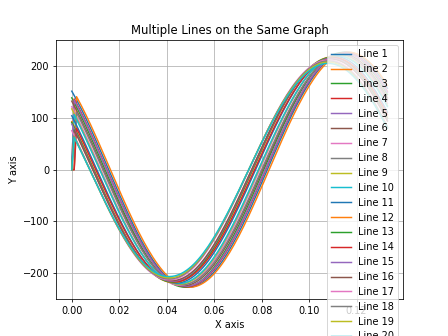 Multiple Lines on the Same Graph
Y axis
200
100
0
−100
−200
0.00
0.02
0.04
0.06
0.08
0.10
X axis
Line 1
Line 2
Line 3
Line 4
Line 5
Line 6
Line 7
Line 8
Line 9
Line 10
Line 11
Line 12
Line 13
Line 14
Line 15
Line 16
Line 17
Line 18
Line 19
Line 20